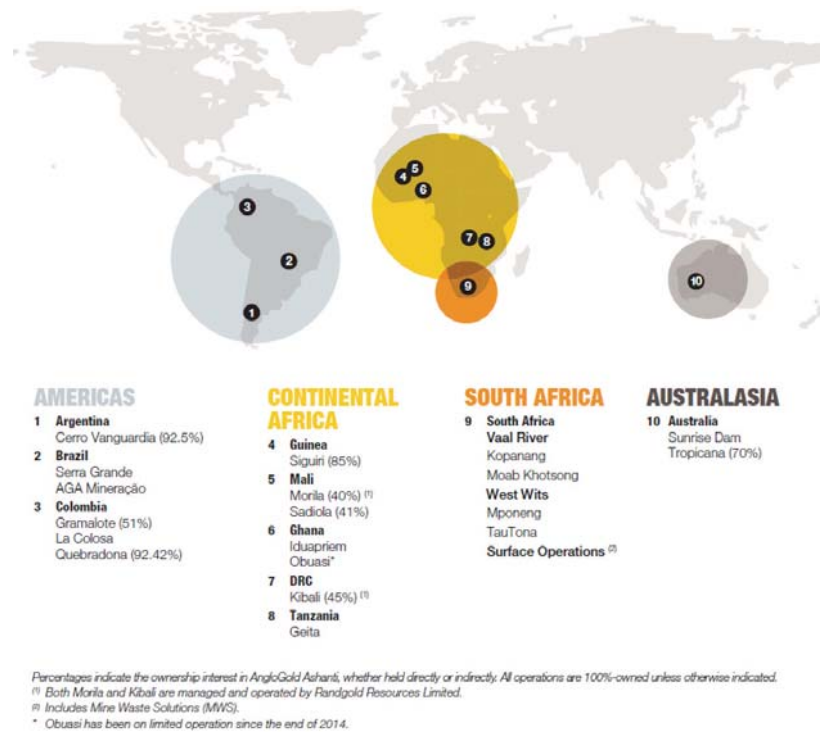 3
2
1
5
4
6
7
8
9
10
AMERICAS
1 Argentina
Cerro Vanguardia (92.5%)
2 Brazil
Serra Grande
AGA Mineração
3 Colombia
Gramalote (51%)
La Colosa
Quebradona (92.42%)
CONTINENTAL
AFRICA
4 Guinea
Siguiri (85%)
5 Mali
Morila (40%) (1)
Sadiola (41%)
6 Ghana
Iduapriem
Obuasi*
7 DRC
Kibali (45%) (1)
8 Tanzania
Geita
SOUTH AFRICA
9 South Africa
Vaal River
Kopanang
Moab Khotsong
West Wits
Mponeng
TauTona
Surface Operations (2)
AUSTRALASIA
10 Australia
Sunrise Dam
Tropicana (70%)
Percentages indicate the ownership interest in AngloGold Ashanti, whether held directly or indirectly. All operations are 100%-owned unless otherwise indicated.
(1) Both Morila and Kibali are managed and operated by Randgold Resources Limited.
(2) Includes Mine Waste Solutions (MWS).
* Obuasi has been on limited operation since the end of 2014.